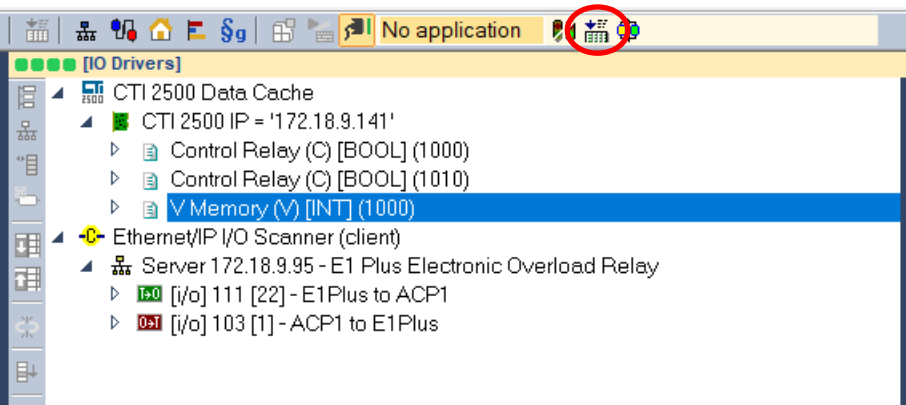 §g No application
[IO Drivers]
CTI 2500 Data Cache
CTI 2500 IP = '172.18.9.141'
Control Relay (C) [BOOL] (1000)
Control Relay (C) [BOOL] (1010)
V Memory (V) [INT] (1000)
-C- Ethernet/IP I/O Scanner (client)
Server 172.18.9.95 - E1 Plus Electronic Overload Relay
T→O [i/o] 111 [22] - E1Plus to ACP1
O→T [i/o] 103 [1] - ACP1 to E1Plus